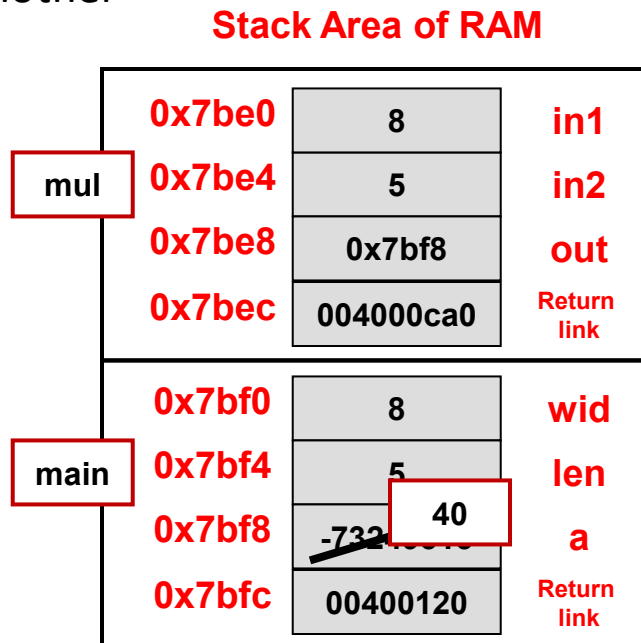 Stack Area of RAM
0x7be0 8 in1
mul 0x7be4 5 in2
0x7be8 0x7bf8 out
0x7bec 004000ca0 Return link
0x7bf0 8 wid
main 0x7bf4 5 len
0x7bf8 40 a
0x7bfc 00400120 Return link